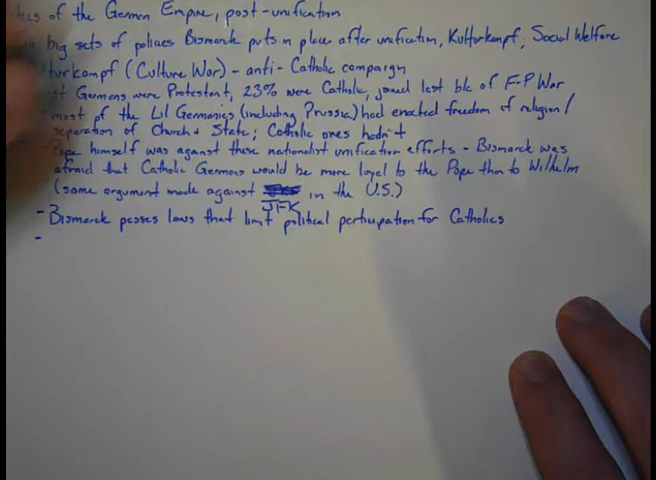 tics of the German Empire, post-unification
big sets of policies Bismarck puts in place after unification, Kulturkampf, Social Welfare
turkampf (Culture War) - anti-Catholic campaign
st Germans were Protestant, 23% were Catholic, joined last b/c of F-P War
most of the Lil Germanies (including Prussia) had enacted freedom of religion/
separation of Church & State; Catholic ones hadn't
Pope himself was against these nationalist unification efforts - Bismarck was
afraid that Catholic Germans would be more loyal to the Pope than to Wilhelm
(same argument made against JFK in the U.S.)
- Bismarck passes laws that limit political participation for Catholics
-